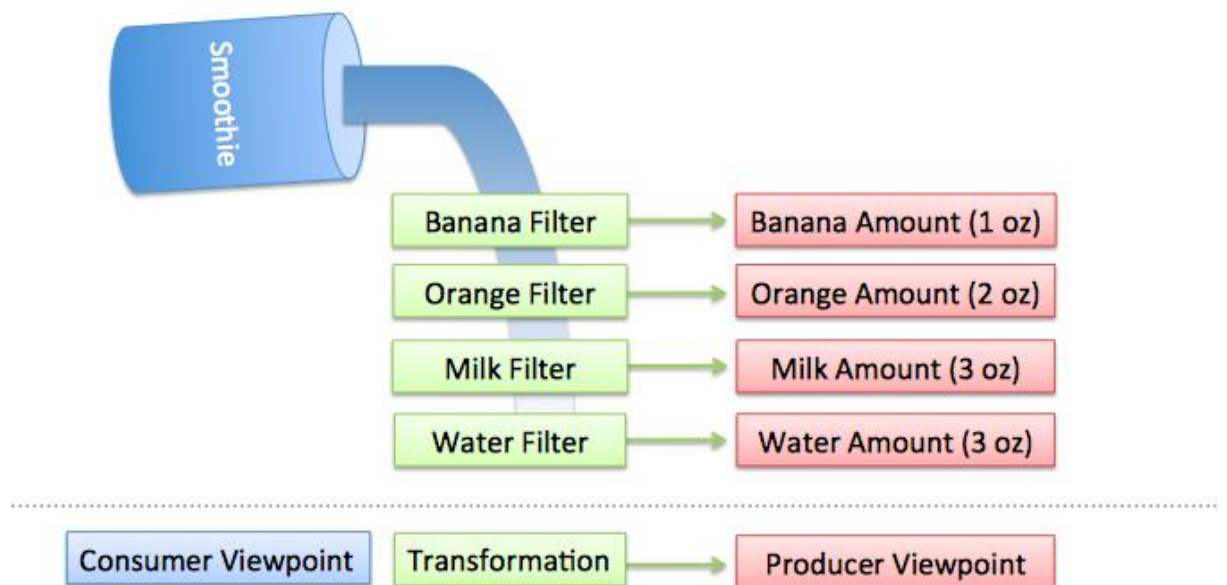 Smoothie
Banana Filter
Banana Amount (1 oz)
Orange Filter
Orange Amount (2 oz)
Milk Filter
Milk Amount (3 oz)
Water Filter
Water Amount (3 oz)
Consumer Viewpoint
Transformation
Producer Viewpoint